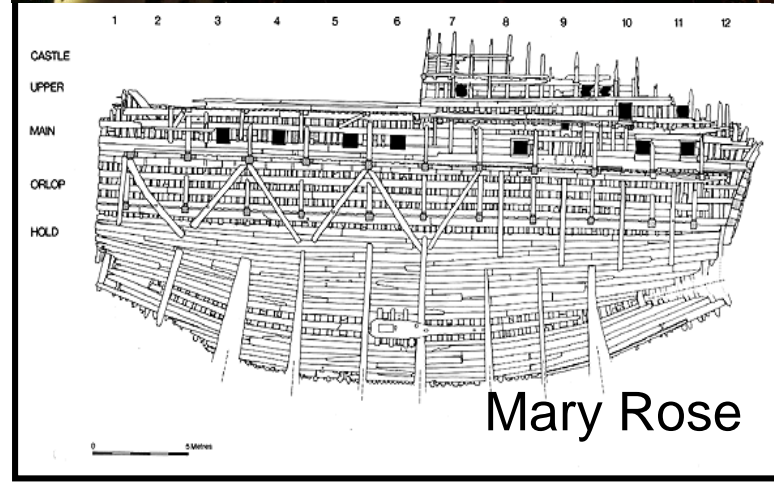 1 2 3 4 5 6 7 8 9 10 11 12
CASTLE
UPPER
MAIN
ORLOP
HOLD
Mary Rose
0 5 Metres